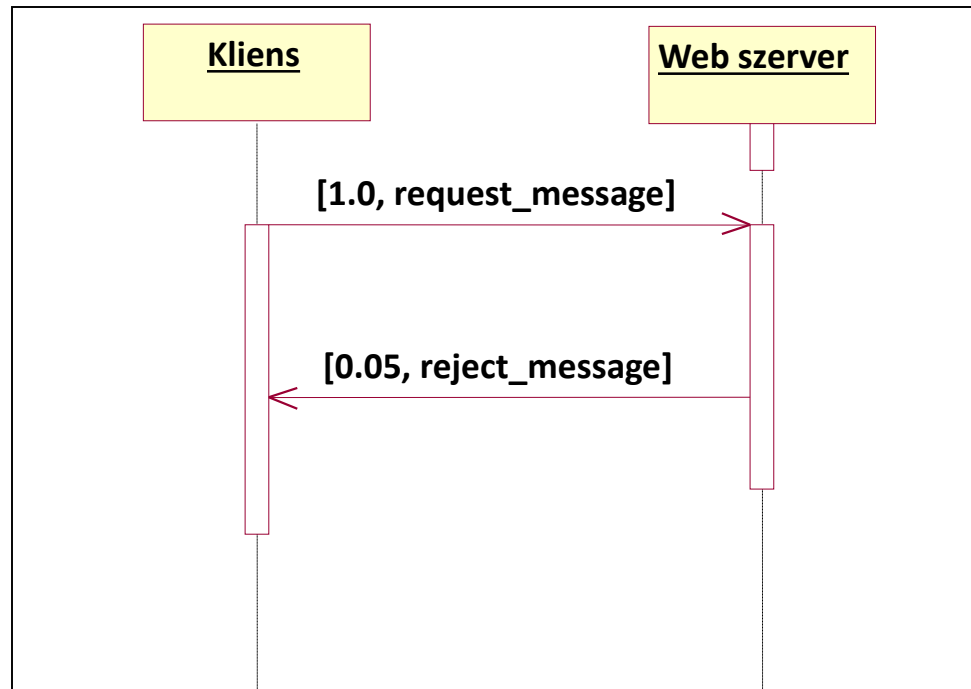 Kliens
Web szerver
[1.0, request_message]
[0.05, reject_message]